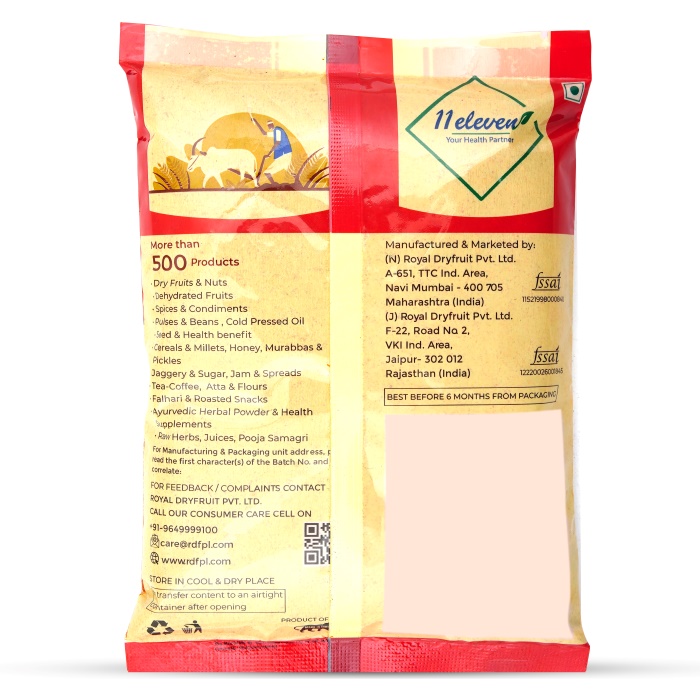 More than
500 Products
·Dry Fruits & Nuts
·Dehydrated Fruits
·Spices & Condiments
·Pulses & Beans , Cold Pressed Oil
·Seed & Health benefit
·Cereals & Millets, Honey, Murabbas &
Pickles
Jaggery & Sugar, Jam & Spreads
·Tea-Coffee, Atta & Flours
·Falhari & Roasted Snacks
·Ayurvedic Herbal Powder & Health
Supplements
·Raw Herbs, Juices, Pooja Samagri
For Manufacturing & Packaging unit address,
read the first character(s) of the Batch No. and
correlate:
FOR FEEDBACK / COMPLAINTS CONTACT
ROYAL DRYFRUIT PVT. LTD.
CALL OUR CONSUMER CARE CELL ON
+91-9649999100
care@rdfpl.com
www.rdfpl.com
STORE IN COOL & DRY PLACE
transfer content to an airtight
container after opening
PRODUCT OF
11 eleven
Your Health Partner
Manufactured & Marketed by:
(N) Royal Dryfruit Pvt. Ltd.
A-651, TTC Ind. Area,
Navi Mumbai - 400 705
Maharashtra (India)
(J) Royal Dryfruit Pvt. Ltd.
F-22, Road No. 2,
VKI Ind. Area,
Jaipur- 302 012
Rajasthan (India)
fssai
fssai
BEST BEFORE 6 MONTHS FROM PACKAGING